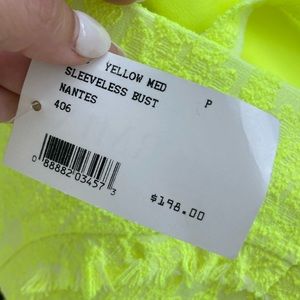 YELLOW MED P
SLEEVELESS BUST
NANTES
406
0 88882 03457 3
$198.00